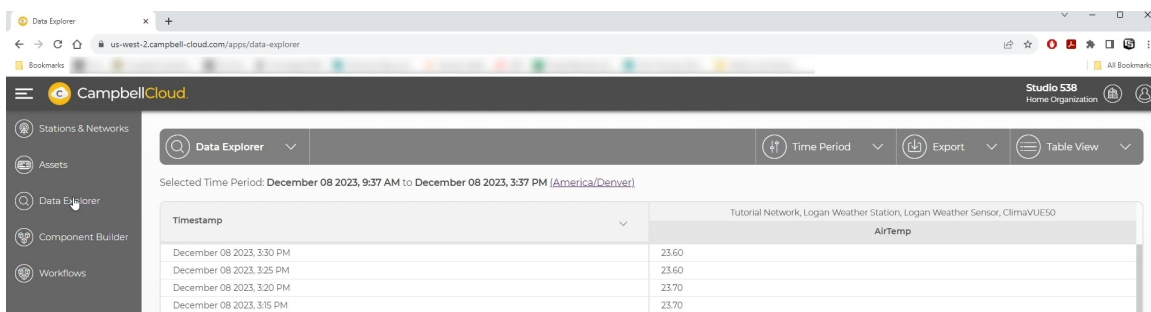 Data Explorer
us-west-2.campbell-cloud.com/apps/data-explorer
Bookmarks
All Bookmarks
CampbellCloud
Studio 538
Home Organization
Stations & Networks
Assets
Data Explorer
Component Builder
Workflows
Data Explorer
Time Period
Export
Table View
Selected Time Period: December 08 2023, 9:37 AM to December 08 2023, 3:37 PM (America/Denver)
Timestamp
Tutorial Network, Logan Weather Station, Logan Weather Sensor, ClimaVUE50
AirTemp
December 08 2023, 3:30 PM 23.60
December 08 2023, 3:25 PM 23.60
December 08 2023, 3:20 PM 23.70
December 08 2023, 3:15 PM 23.70